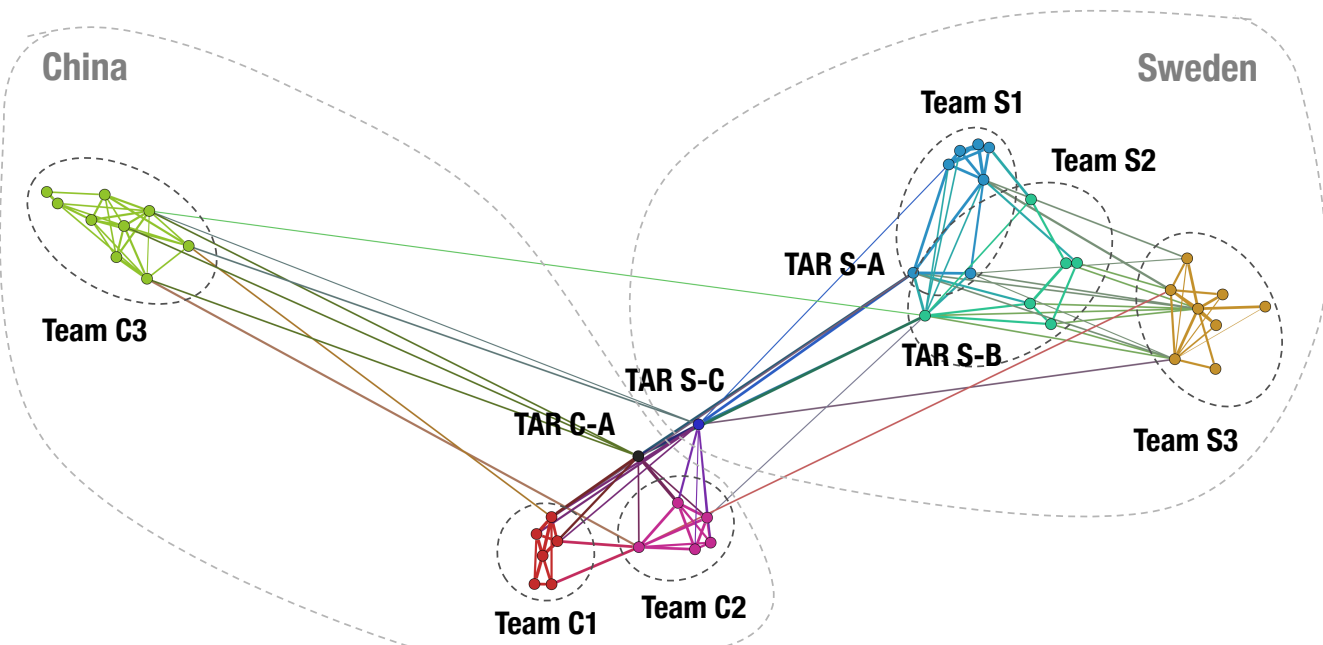 China
Sweden
Team S1
Team S2
TAR S-A
Team C3
TAR S-B
TAR S-C
TAR C-A
Team S3
Team C2
Team C1